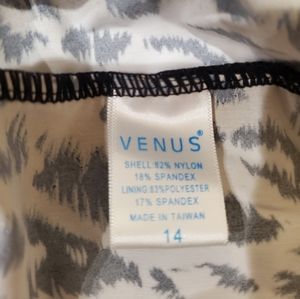 VENUS®
SHELL:82% NYLON
18% SPANDEX
LINING:83%POLYESTER
17% SPANDEX
MADE IN TAIWAN
14